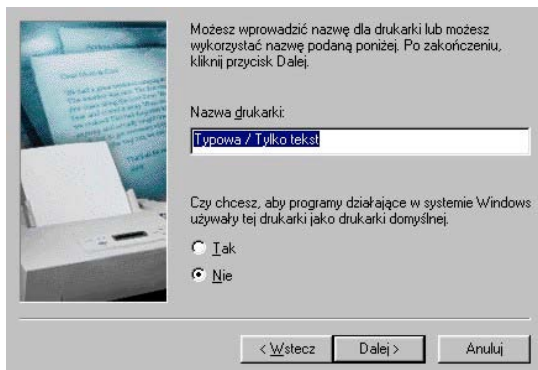 Możesz wprowadzić nazwę dla drukarki lub możesz
wykorzystać nazwę podaną poniżej. Po zakończeniu,
kliknij przycisk Dalej.
Nazwa drukarki:
Typowa / Tylko tekst
Czy chcesz, aby programy działające w systemie Windows
używały tej drukarki jako drukarki domyślnej.
Tak
Nie
< Wstecz
Dalej >
Anuluj